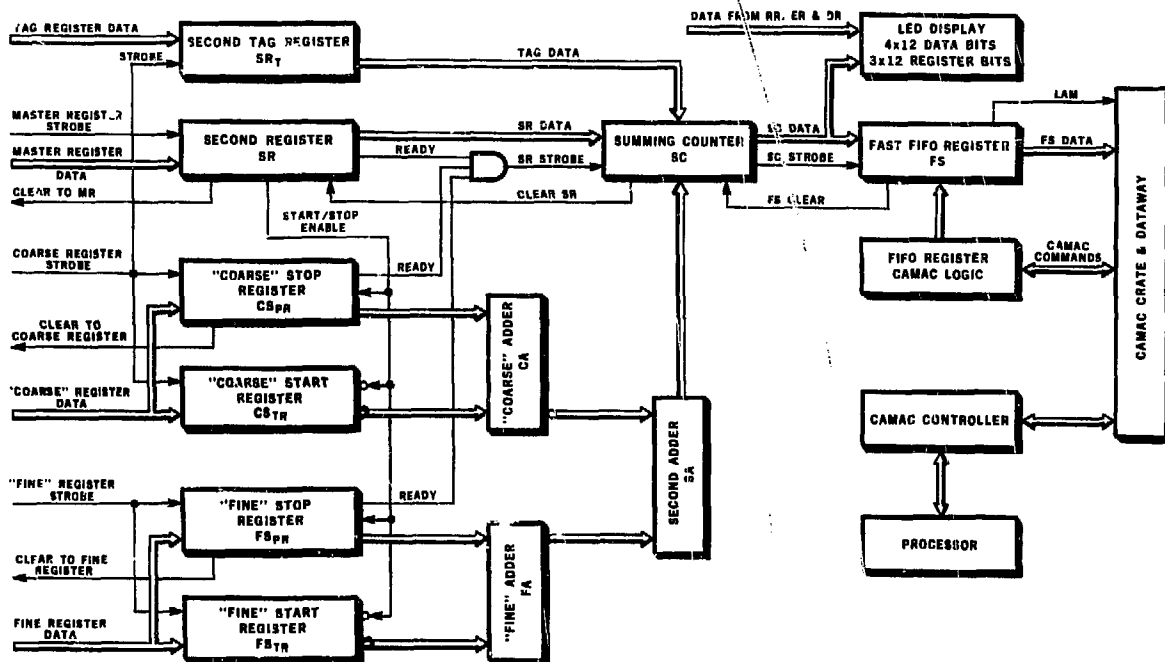 TAG REGISTER DATA
STROBE
SECOND TAG REGISTER
SRT
TAG DATA
DATA FROM RR, ER & DR
LED DISPLAY
4x12 DATA BITS
3x12 REGISTER BITS
MASTER REGISTER
STROBE
MASTER REGISTER
DATA
CLEAR TO MR
SECOND REGISTER
SR
SR DATA
READY
SR STROBE
CLEAR SR
START/STOP
ENABLE
SUMMING COUNTER
SC
SC DATA
SC STROBE
FS CLEAR
FAST FIFO REGISTER
FS
LAM
FS DATA
FIFO REGISTER
CAMAC LOGIC
CAMAC
COMMANDS
CAMAC CRATE & DATAWAY
COARSE REGISTER
STROBE
"COARSE" STOP
REGISTER
CSPR
READY
CLEAR TO
COARSE REGISTER
"COARSE" REGISTER
DATA
"COARSE" START
REGISTER
CSTR
"COARSE" ADDER
CA
SECOND ADDER
SA
CAMAC CONTROLLER
PROCESSOR
"FINE" REGISTER
STROBE
"FINE" STOP
REGISTER
FSPR
READY
CLEAR TO FINE
REGISTER
FINE REGISTER
DATA
"FINE" START
REGISTER
FSTR
"FINE" ADDER
FA